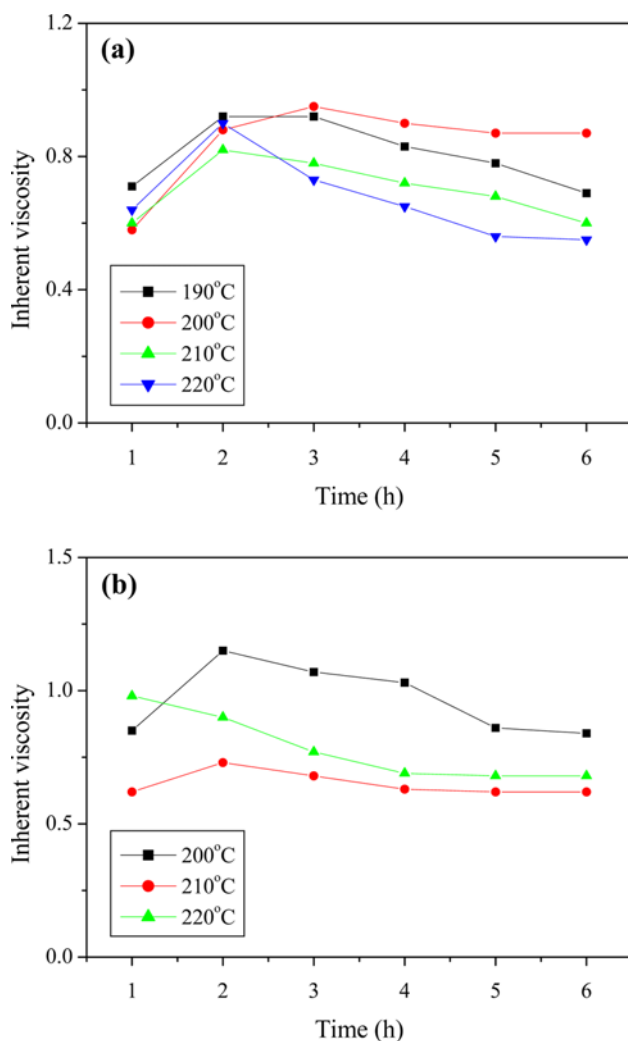 (a)
Inherent viscosity
1.2
0.8
0.4
0.0
190°C
200°C
210°C
220°C
1 2 3 4 5 6
Time (h)
(b)
Inherent viscosity
1.5
1.0
0.5
0.0
200°C
210°C
220°C
1 2 3 4 5 6
Time (h)